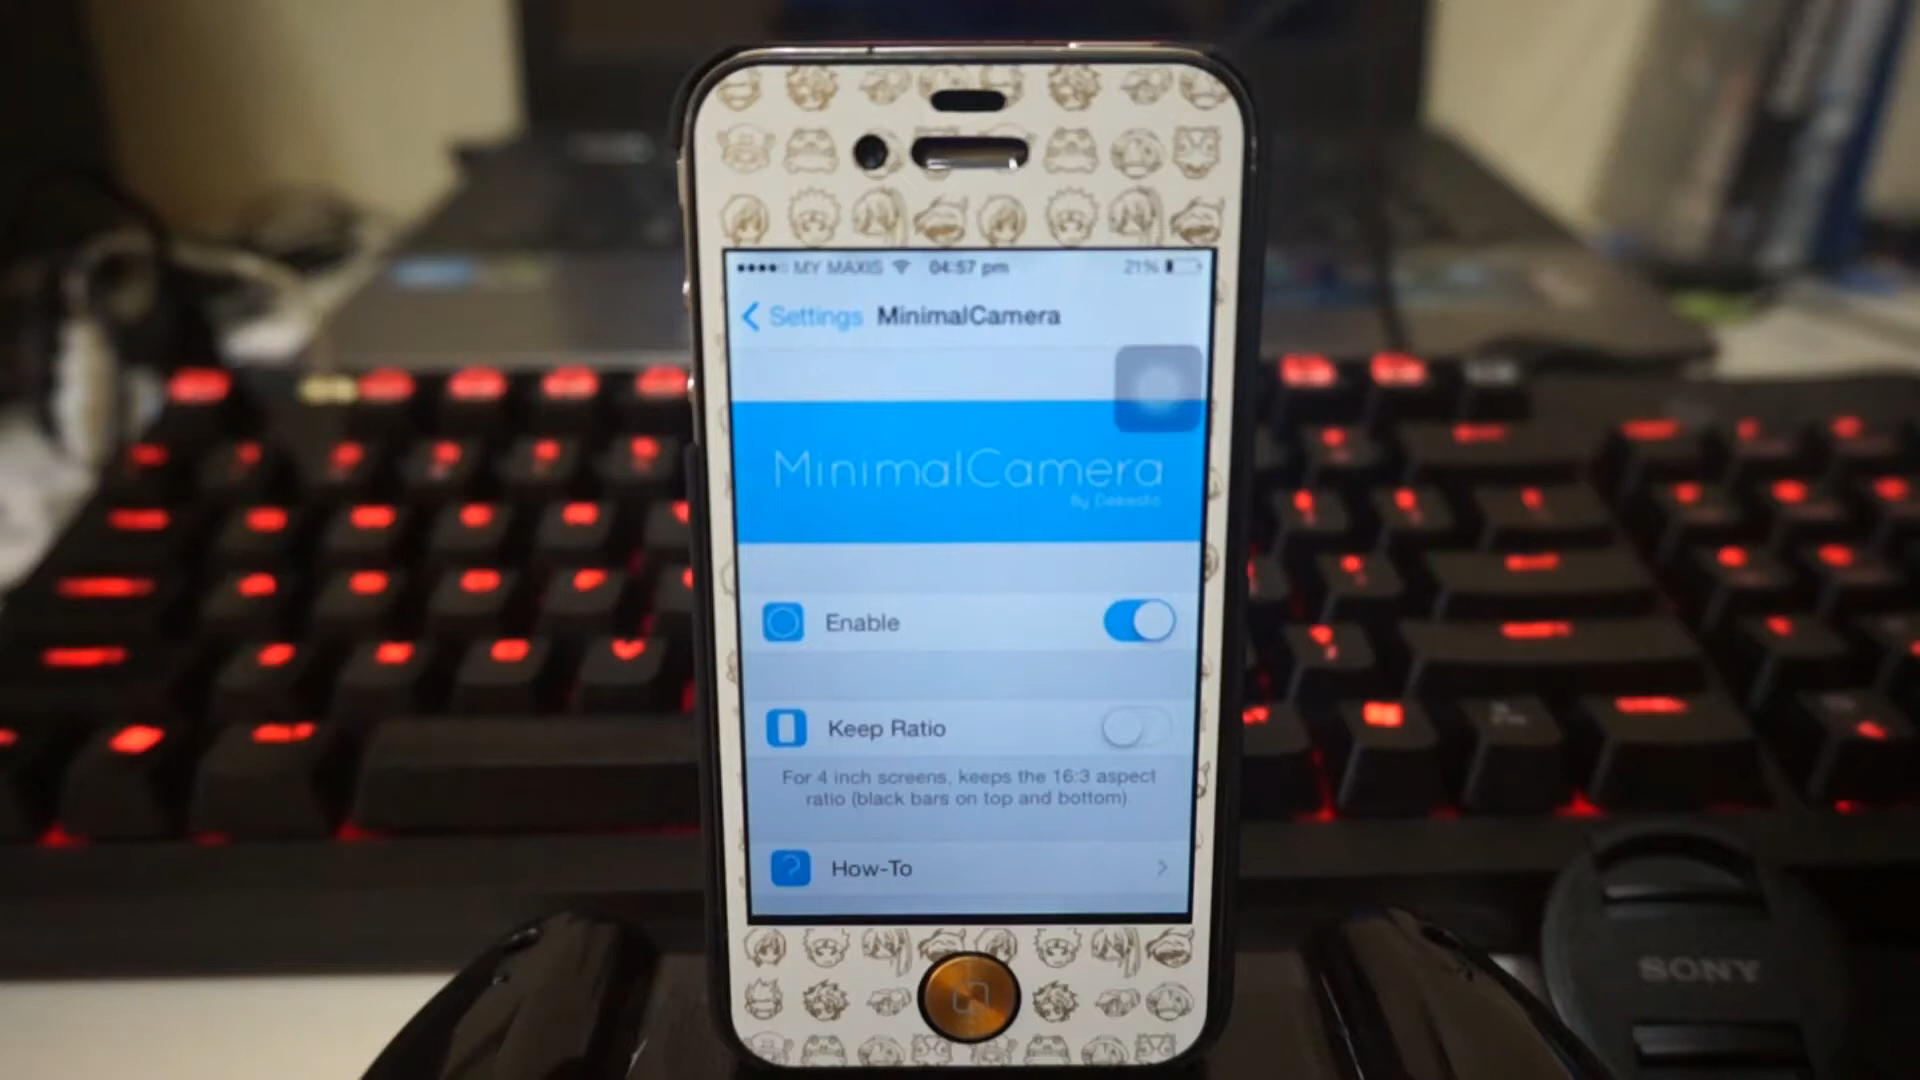 MY MAXIS 04:57 pm 21%
Settings MinimalCamera
MinimalCamera
Enable
Keep Ratio
For 4 inch screens, keeps the 16:3 aspect
ratio (black bars on top and bottom)
How-To
SONY